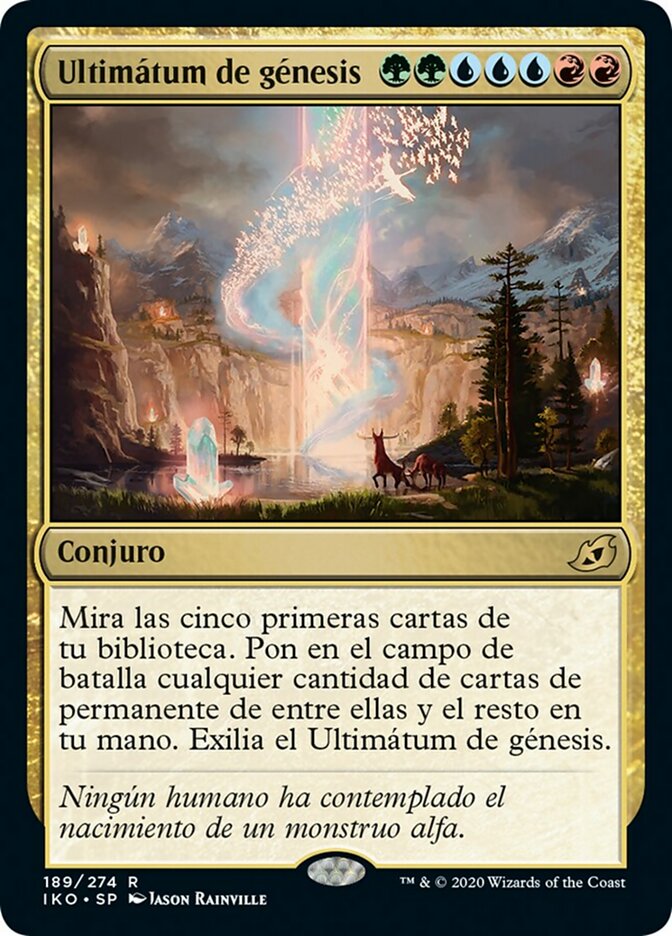 Ultimátum de génesis
Conjuro
Mira las cinco primeras cartas de
tu biblioteca. Pon en el campo de
batalla cualquier cantidad de cartas de
permanente de entre ellas y el resto en
tu mano. Exilia el Ultimátum de génesis.
Ningún humano ha contemplado el
nacimiento de un monstruo alfa.
189/274 R
IKO • SP Jason Rainville
™ & © 2020 Wizards of the Coast